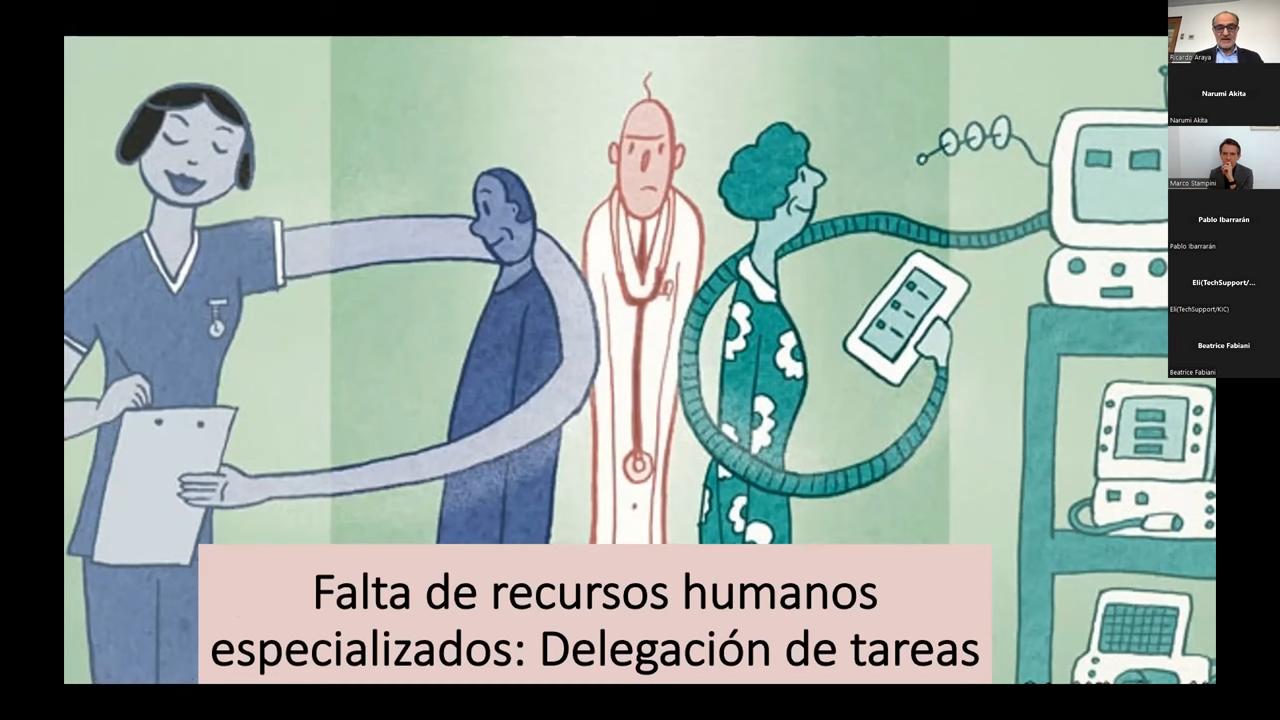 Falta de recursos humanos
especializados: Delegación de tareas
Ricardo Araya
Narumi Akita
Narumi Akita
Marco Stampini
Pablo Ibarrarán
Pablo Ibarrarán
Eli(TechSupport/...
Eli(TechSupport/KIC)
Beatrice Fabiani
Beatrice Fabiani